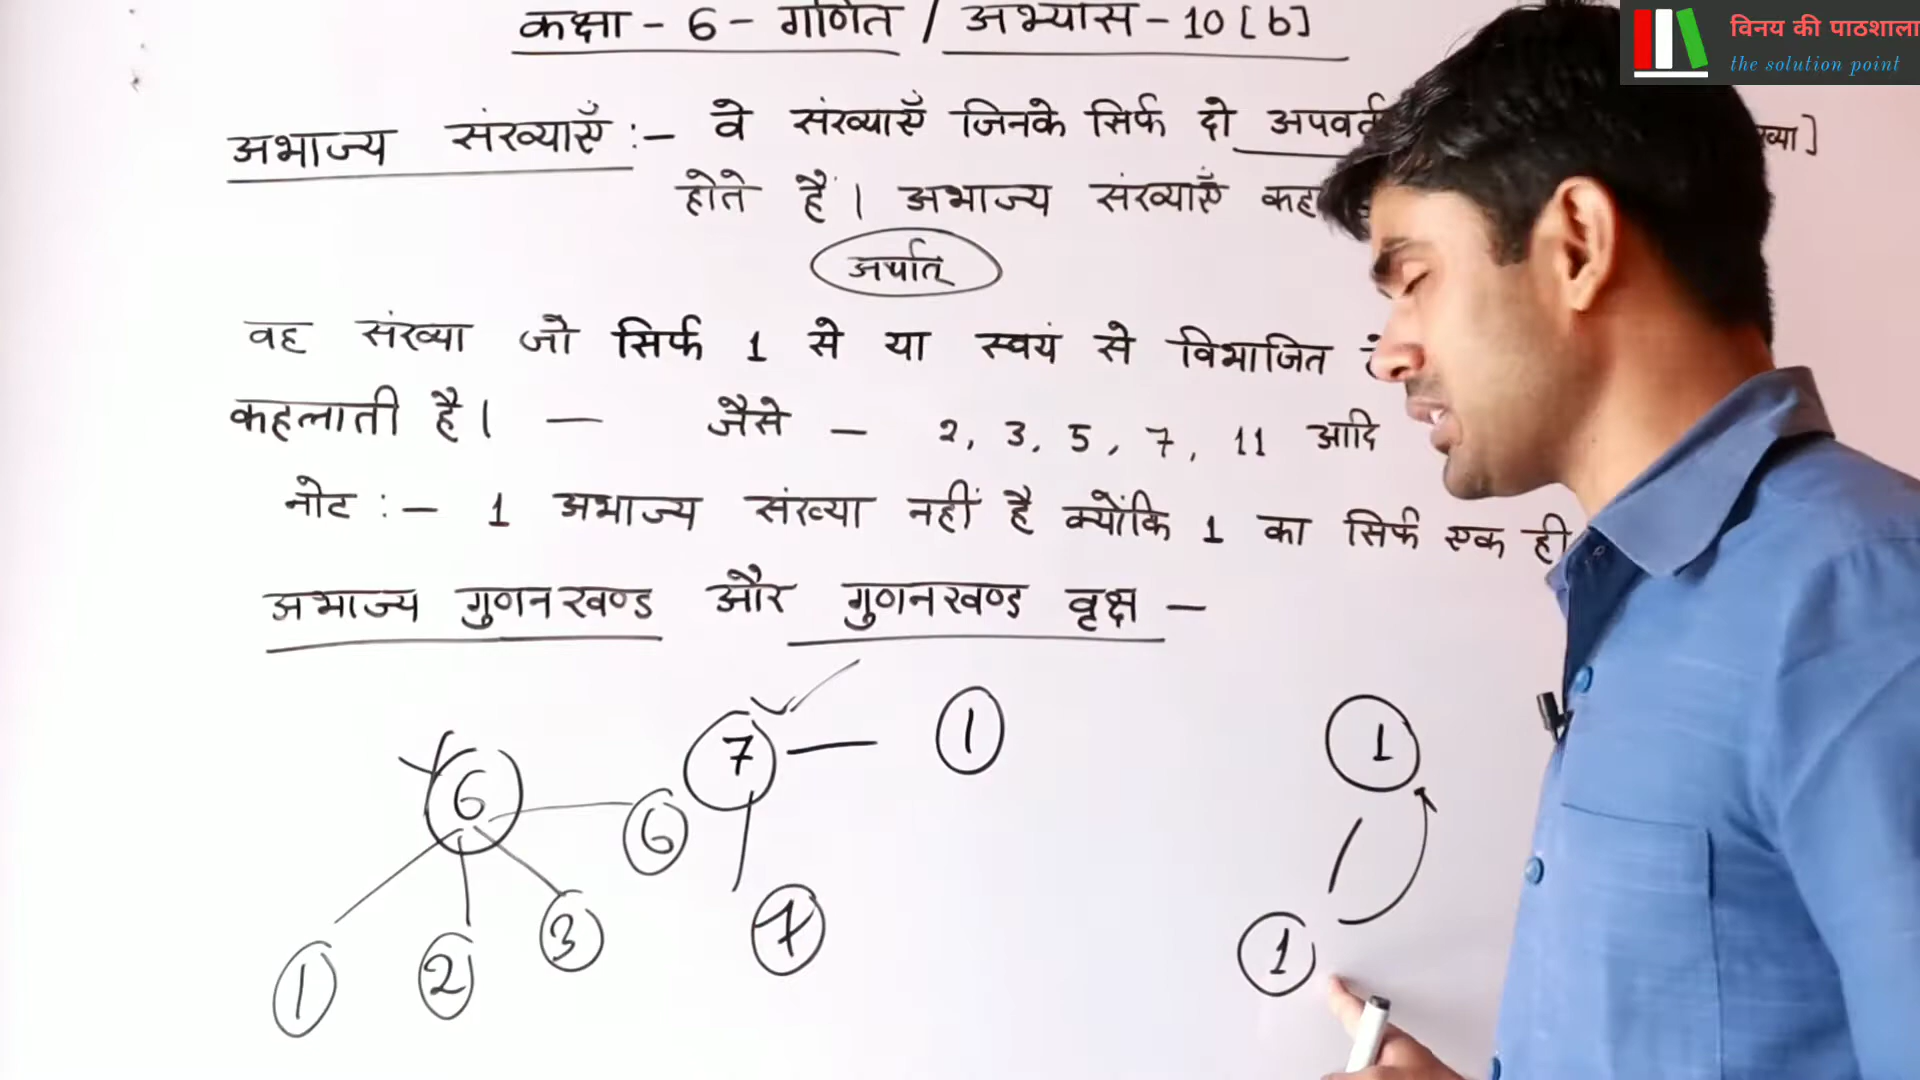 कक्षा - 6 - गणित / अभ्यास - 10 [b]
विनय की पाठशाला
the solution point
अभाज्य संख्याएँ :- वे संख्याएँ जिनके सिर्फ दो
होते हैं। अभाज्य संख्याएँ
अर्थात
वह संख्या जो सिर्फ 1 से या स्वयं से विभाजित
कहलाती है। — जैसे — 2, 3, 5, 7, 11 आदि
नोट :- 1 अभाज्य संख्या नहीं है क्योंकि 1 का सिर्फ एक ही
अभाज्य गुणनखण्ड और गुणनखण्ड वृक्ष -
6 6 7 1 1
1 2 3 7 1